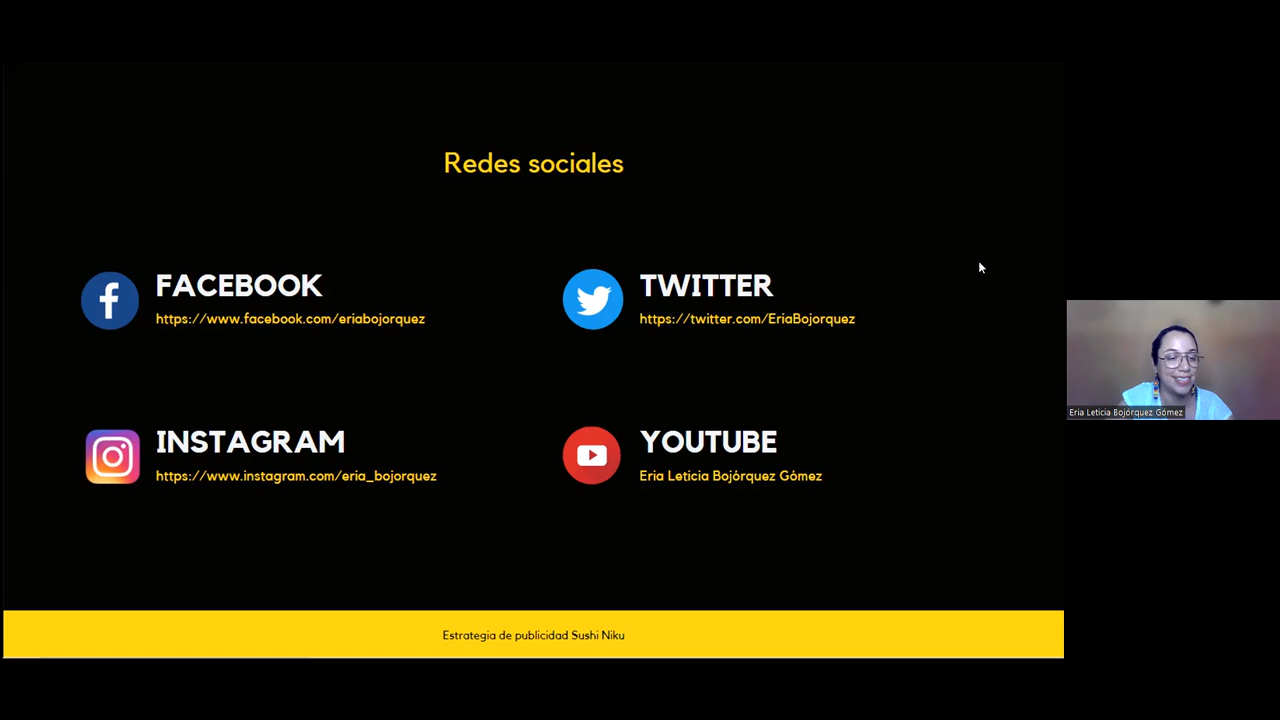 Redes sociales
FACEBOOK
https://www.facebook.com/eriabojorquez
TWITTER
https://twitter.com/EriaBojorquez
INSTAGRAM
https://www.instagram.com/eria_bojorquez
YOUTUBE
Eria Leticia Bojórquez Gómez
Estrategia de publicidad Sushi Niku
Eria Leticia Bojórquez Gómez